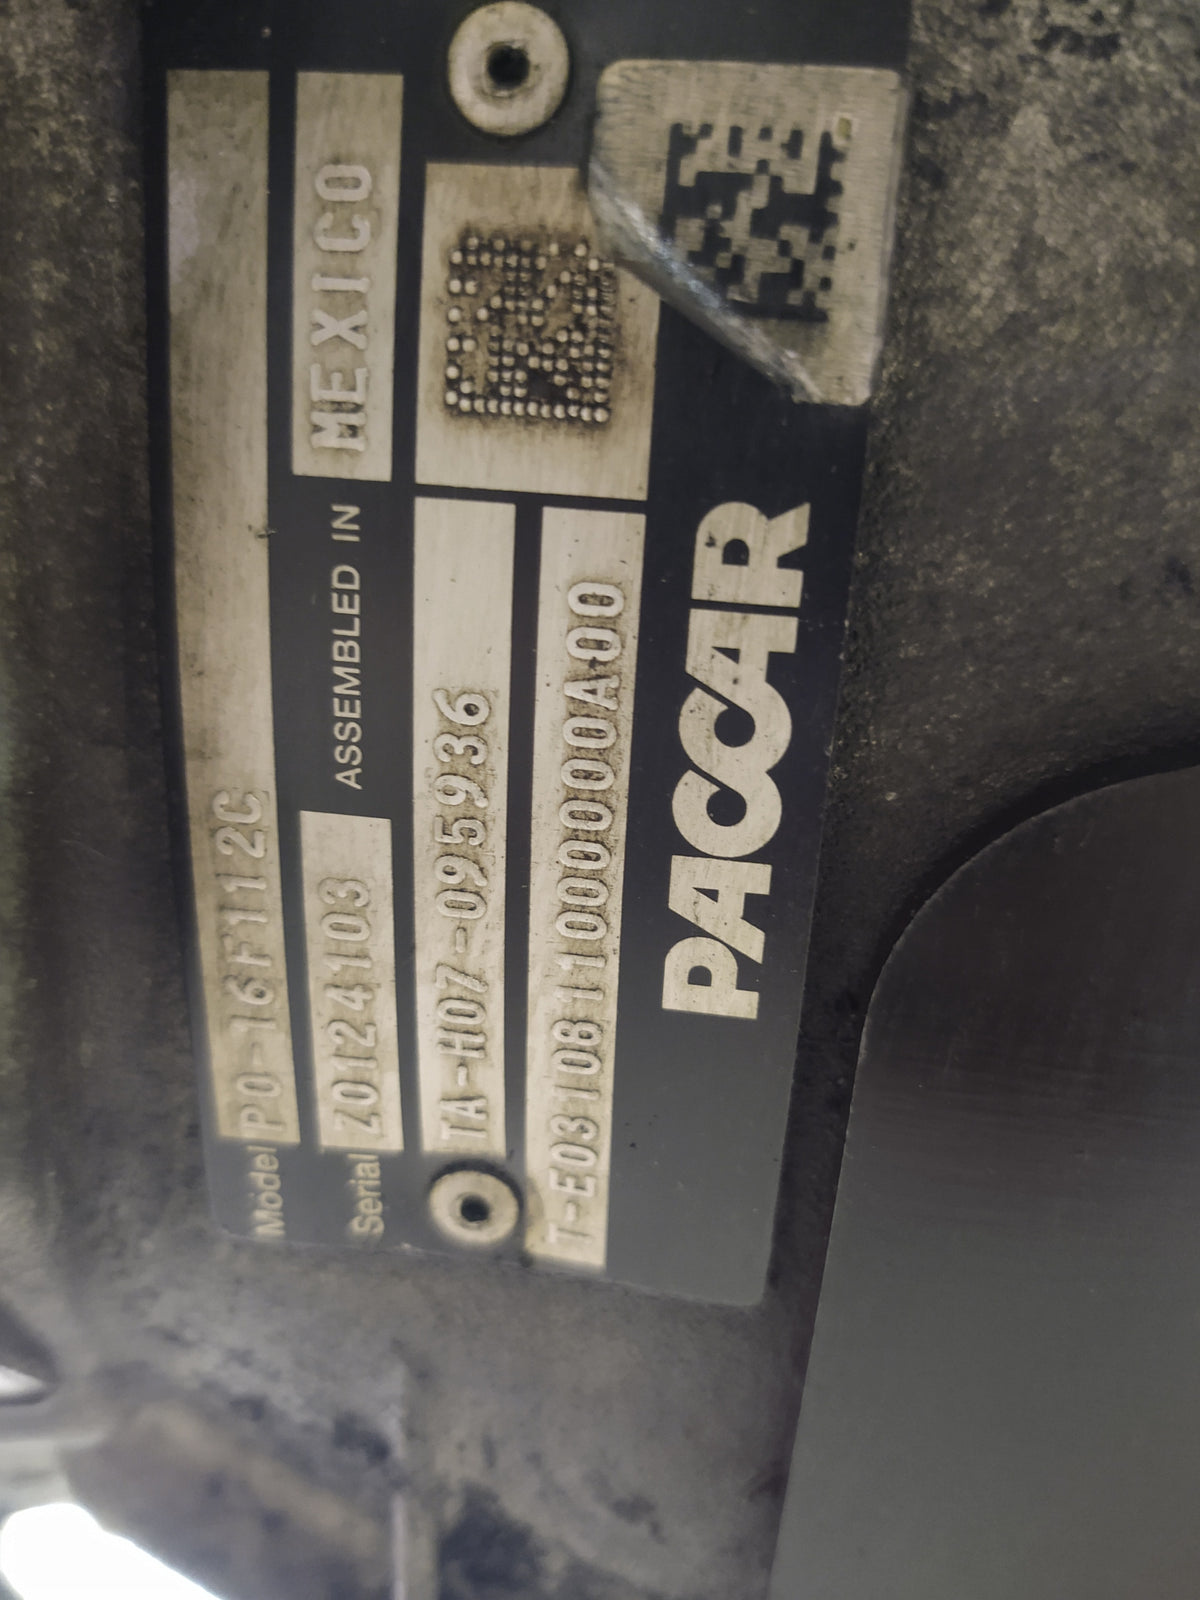 Model PO-16F112C
Serial Z0124103 ASSEMBLED IN MEXICO
TA-H07-095936
T-E0310811000000A00
PACCAR